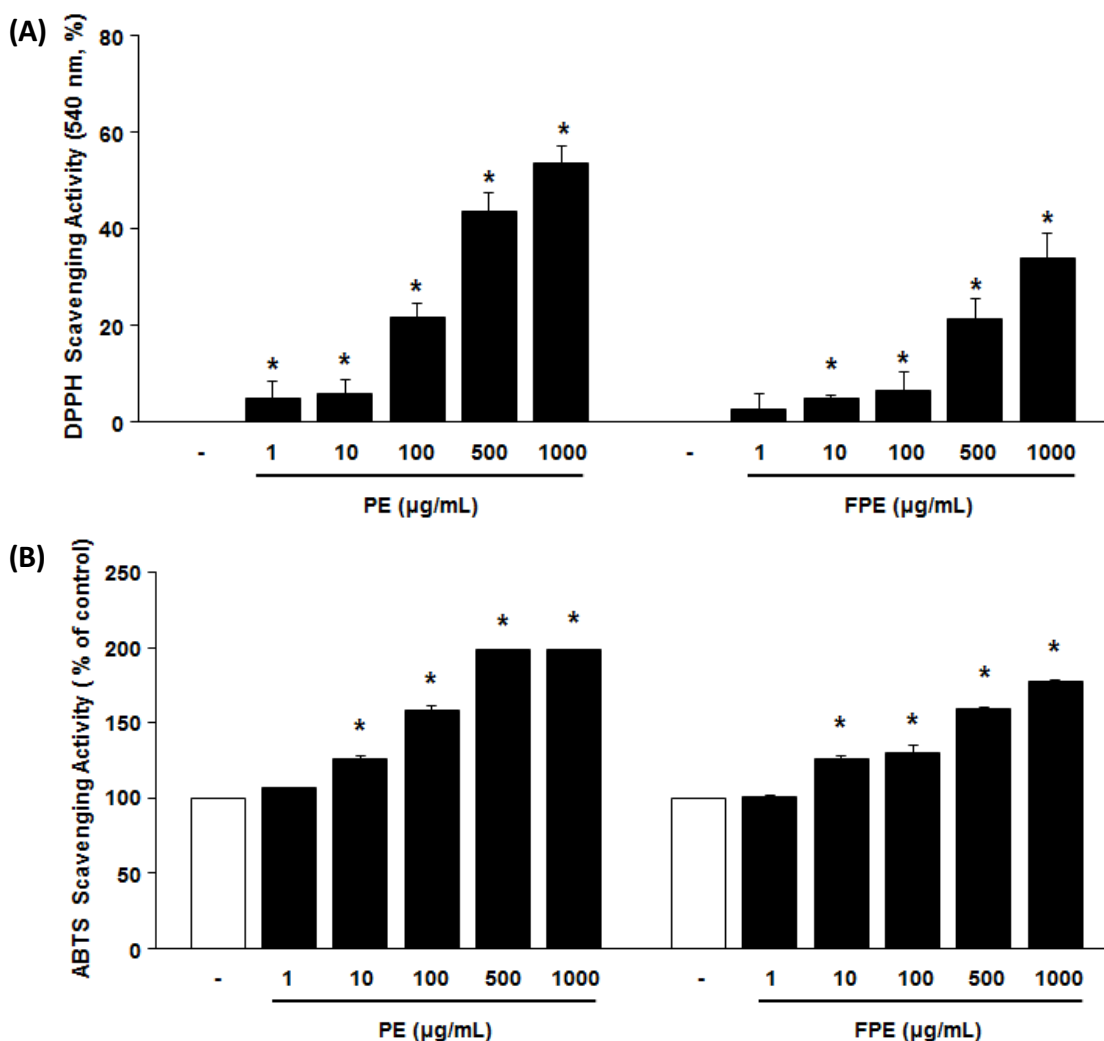 (A)
DPPH Scavenging Activity (540 nm, %)
80
60
40
20
0
* * * * *
* * * *
- 1 10 100 500 1000 - 1 10 100 500 1000
PE (µg/mL) FPE (µg/mL)
(B)
ABTS Scavenging Activity ( % of control)
250
200
150
100
50
0
* * * *
* * * *
- 1 10 100 500 1000 - 1 10 100 500 1000
PE (µg/mL) FPE (µg/mL)